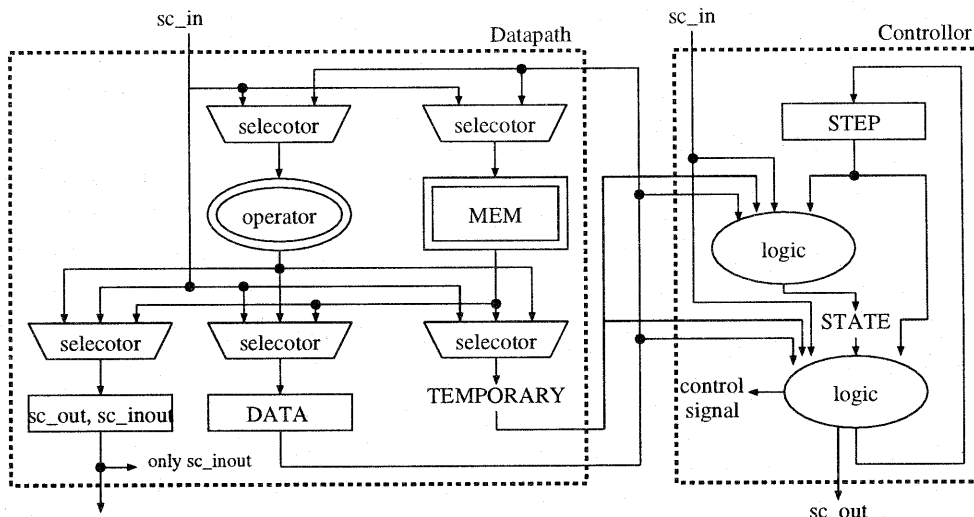 sc_in
sc_in
Datapath
Controllor
selecotor
selecotor
STEP
operator
MEM
logic
selecotor
selecotor
selecotor
STATE
TEMPORARY
control
signal
logic
sc_out, sc_inout
DATA
only sc_inout
sc_out